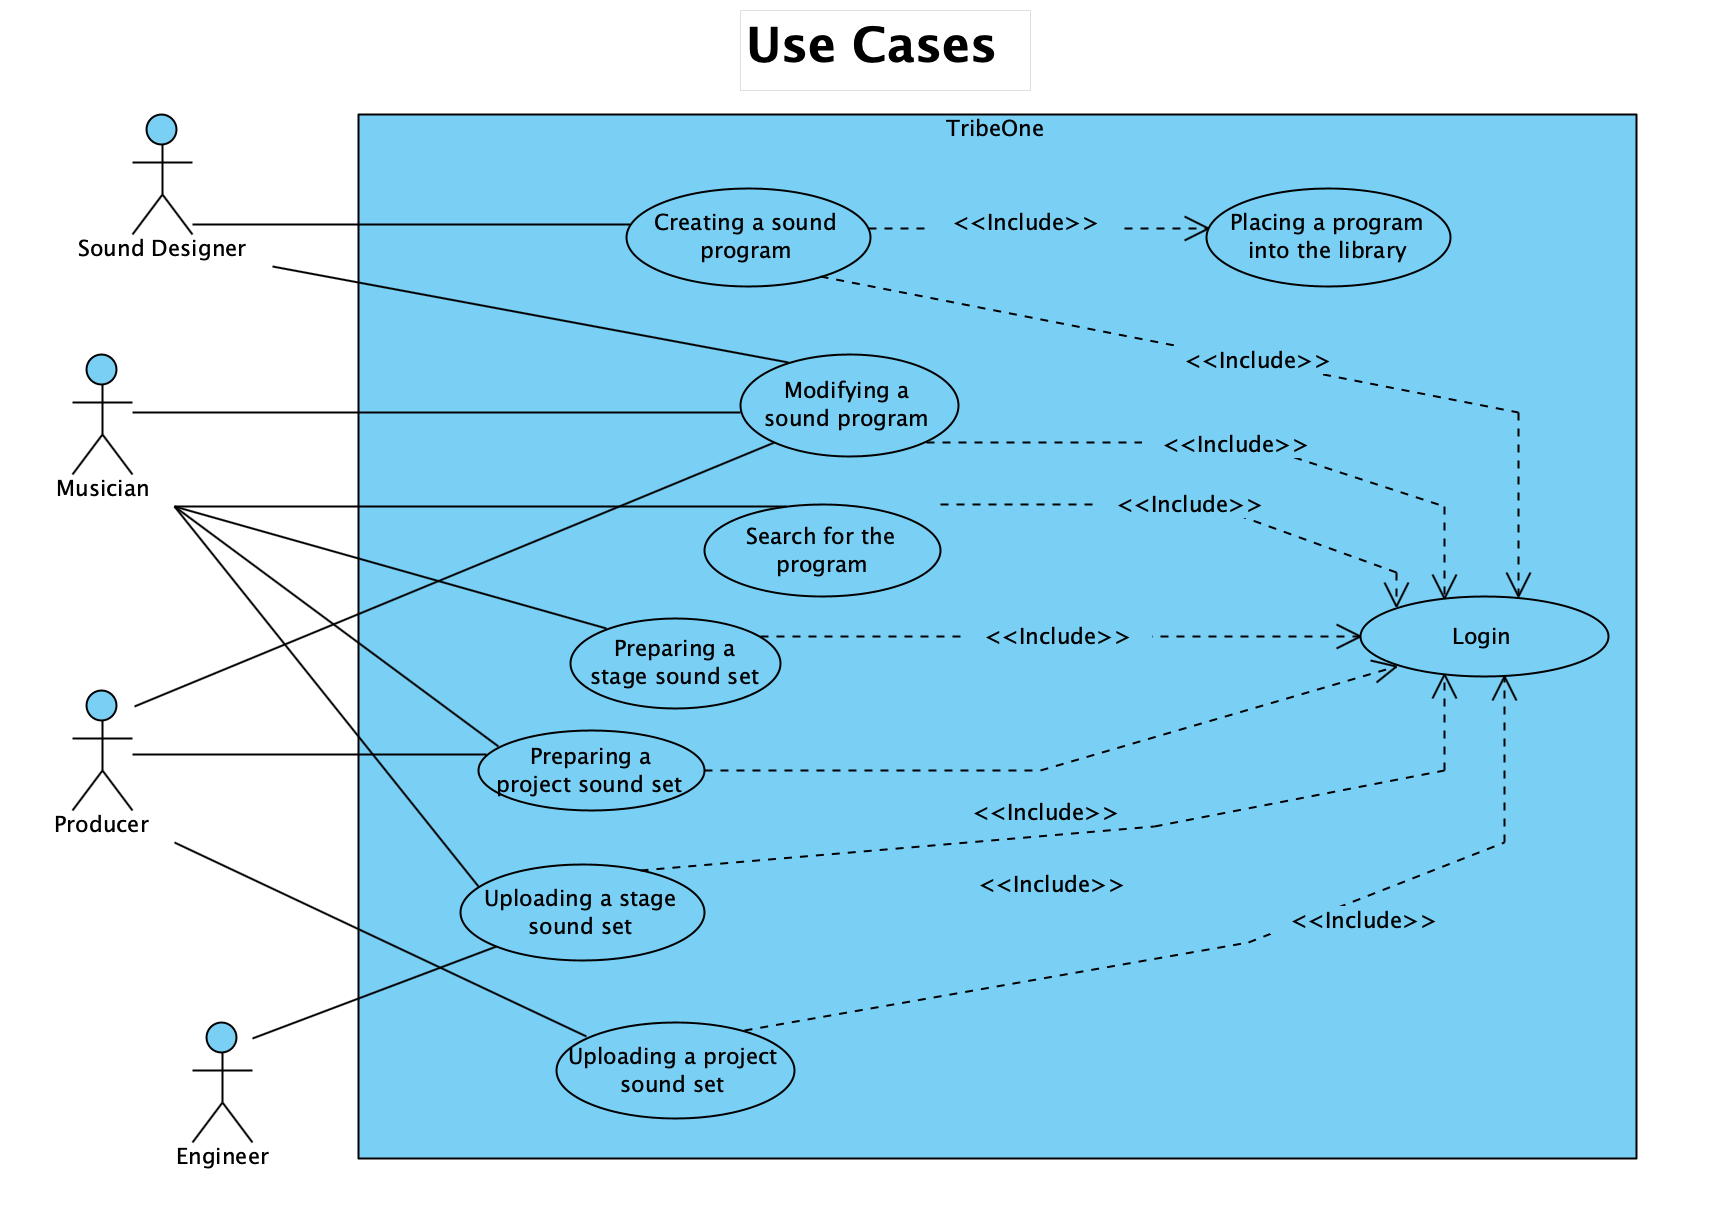 Use Cases
TribeOne
Sound Designer
Creating a sound
program
<<Include>>
Placing a program
into the library
<<Include>>
Musician
Modifying a
sound program
<<Include>>
Search for the
program
<<Include>>
Preparing a
stage sound set
<<Include>>
Login
Producer
Preparing a
project sound set
<<Include>>
Uploading a stage
sound set
<<Include>>
<<Include>>
Uploading a project
sound set
Engineer